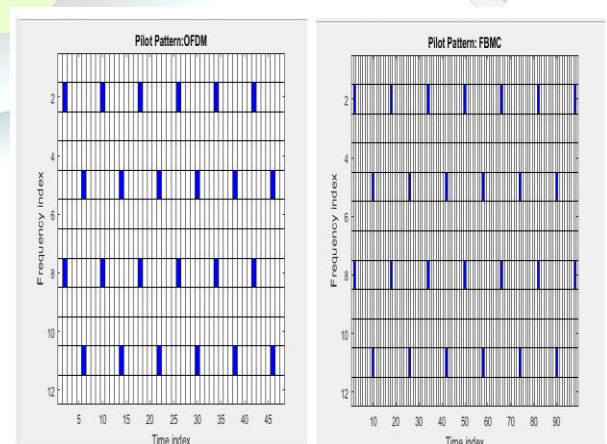 Pilot Pattern:OFDM
Frequency index
2
4
6
8
10
12
5 10 15 20 25 30 35 40 45
Time index
Pilot Pattern: FBMC
Frequency index
2
4
6
8
10
12
10 20 30 40 50 60 70 80 90
Time index